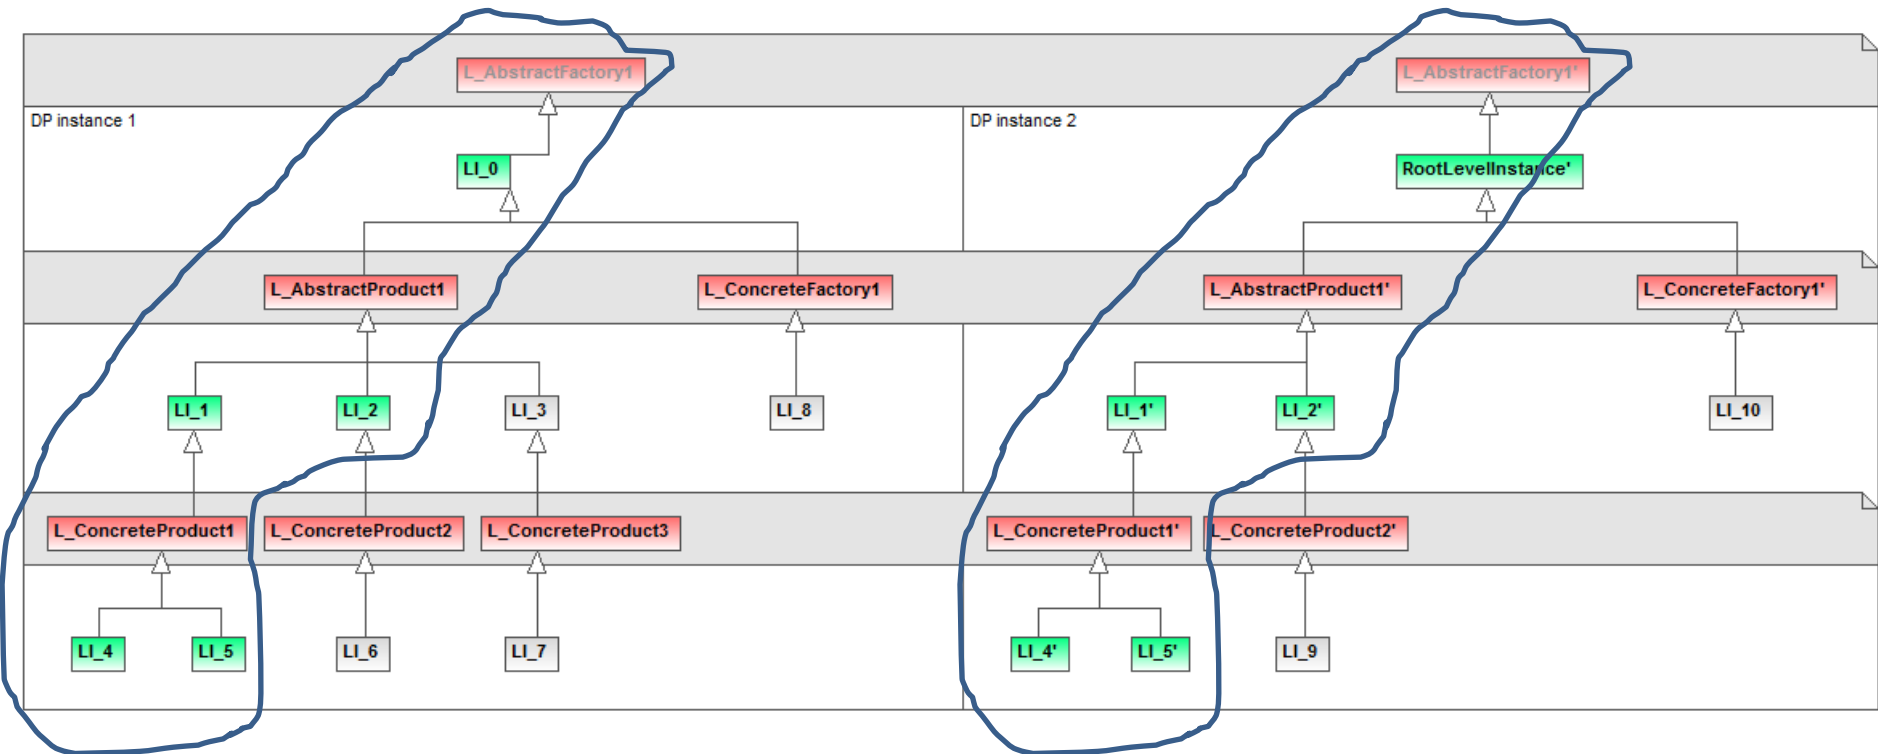 L_AbstractFactory1
L_AbstractFactory1'
DP instance 1
DP instance 2
LI_0
RootLevelInstance'
L_AbstractProduct1
L_ConcreteFactory1
L_AbstractProduct1'
L_ConcreteFactory1'
LI_1
LI_2
LI_3
LI_8
LI_1'
LI_2'
LI_10
L_ConcreteProduct1
L_ConcreteProduct2
L_ConcreteProduct3
L_ConcreteProduct1'
L_ConcreteProduct2'
LI_4
LI_5
LI_6
LI_7
LI_4'
LI_5'
LI_9